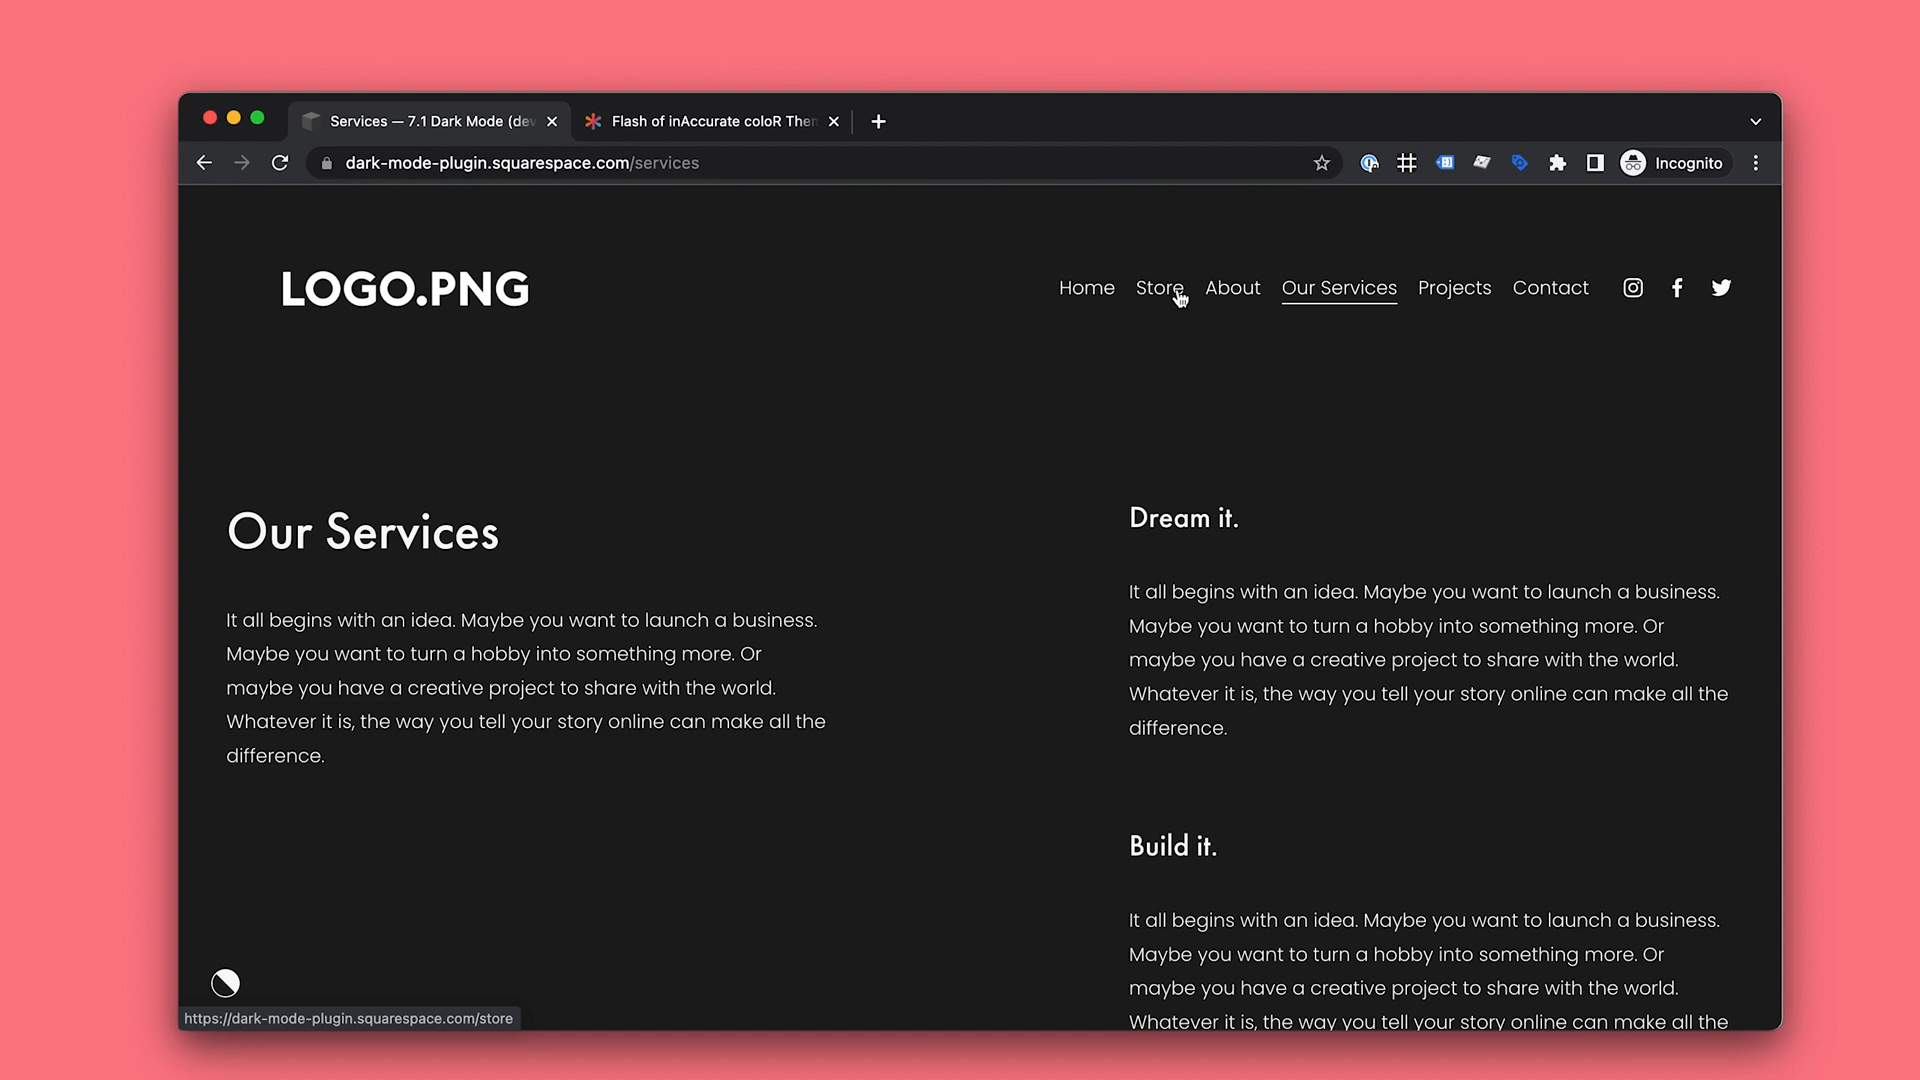 Services — 7.1 Dark Mode (dev
Flash of inAccurate coloR Then
dark-mode-plugin.squarespace.com/services
Incognito
LOGO.PNG
Home Store About Our Services Projects Contact
Our Services
It all begins with an idea. Maybe you want to launch a business.
Maybe you want to turn a hobby into something more. Or
maybe you have a creative project to share with the world.
Whatever it is, the way you tell your story online can make all the
difference.
Dream it.
It all begins with an idea. Maybe you want to launch a business.
Maybe you want to turn a hobby into something more. Or
maybe you have a creative project to share with the world.
Whatever it is, the way you tell your story online can make all the
difference.
Build it.
It all begins with an idea. Maybe you want to launch a business.
Maybe you want to turn a hobby into something more. Or
maybe you have a creative project to share with the world.
Whatever it is, the way you tell your story online can make all the
https://dark-mode-plugin.squarespace.com/store